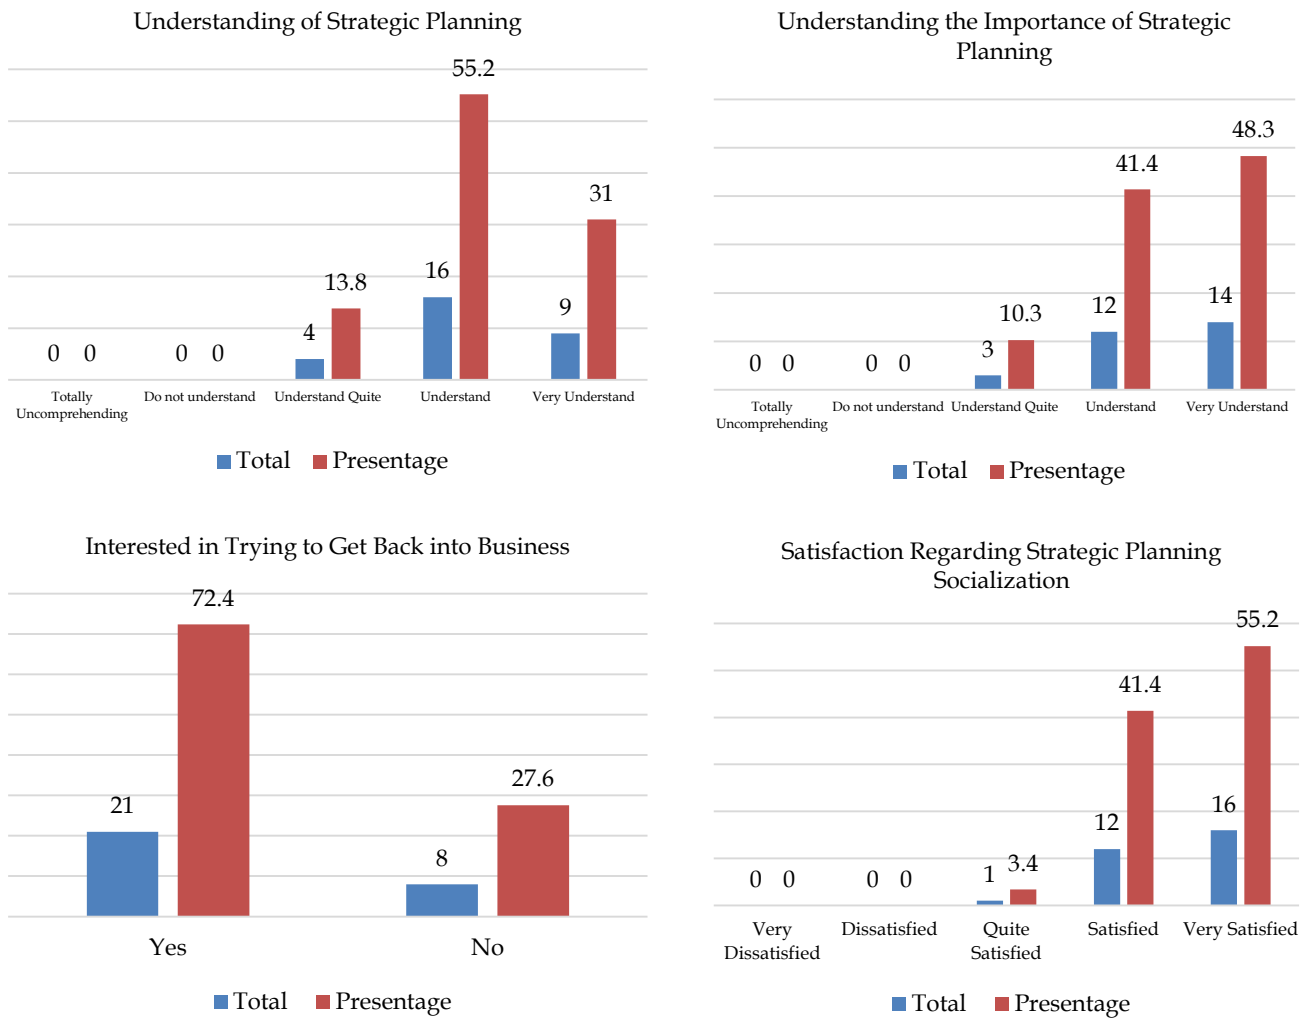 Understanding of Strategic Planning
55.2
31
16
13.8
9
4
0 0 0 0
Totally Uncomprehending
Do not understand
Understand Quite
Understand
Very Understand
Total Presentage
Understanding the Importance of Strategic
Planning
48.3
41.4
14
12
10.3
3
0 0 0 0
Totally Uncomprehending
Do not understand
Understand Quite
Understand
Very Understand
Total Presentage
Interested in Trying to Get Back into Business
72.4
27.6
21
8
Yes No
Total Presentage
Satisfaction Regarding Strategic Planning
Socialization
55.2
41.4
16
12
1 3.4
0 0 0 0
Very Dissatisfied
Dissatisfied
Quite Satisfied
Satisfied
Very Satisfied
Total Presentage